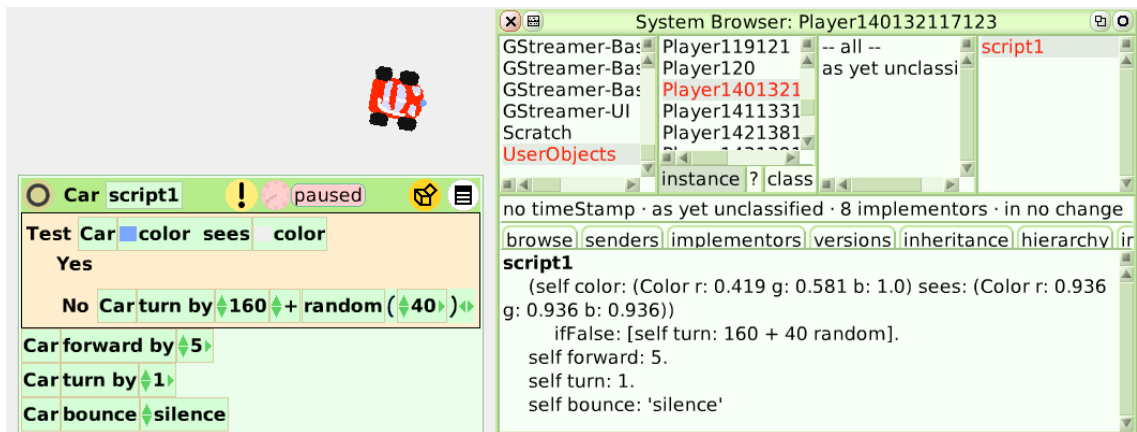 Car script1 ! paused
Test Car color sees color
Yes
No Car turn by 160 + random ( 40 )
Car forward by 5
Car turn by 1
Car bounce silence
System Browser: Player140132117123
GStreamer-Bas Player119121 -- all -- script1
GStreamer-Bas Player120 as yet unclassi
GStreamer-Bas Player1401321
GStreamer-UI Player1411331
Scratch Player1421381
UserObjects
instance ? class
no timeStamp · as yet unclassified · 8 implementors · in no change
browse senders implementors versions inheritance hierarchy ir
script1
(self color: (Color r: 0.419 g: 0.581 b: 1.0) sees: (Color r: 0.936
g: 0.936 b: 0.936))
ifFalse: [self turn: 160 + 40 random].
self forward: 5.
self turn: 1.
self bounce: 'silence'